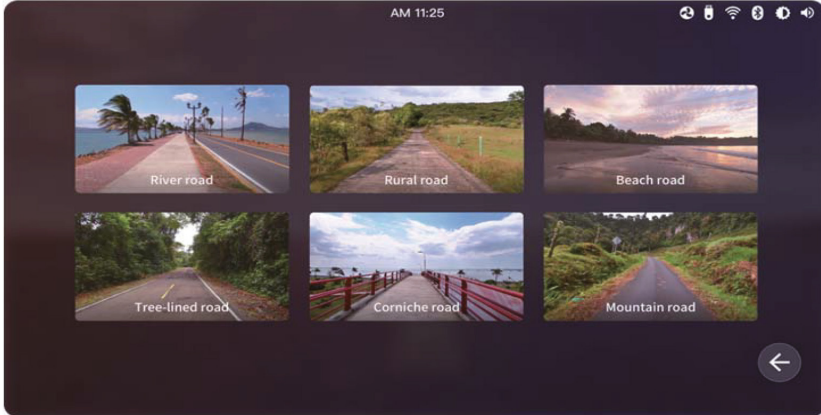 AM 11:25
River road
Rural road
Beach road
Tree-lined road
Corniche road
Mountain road